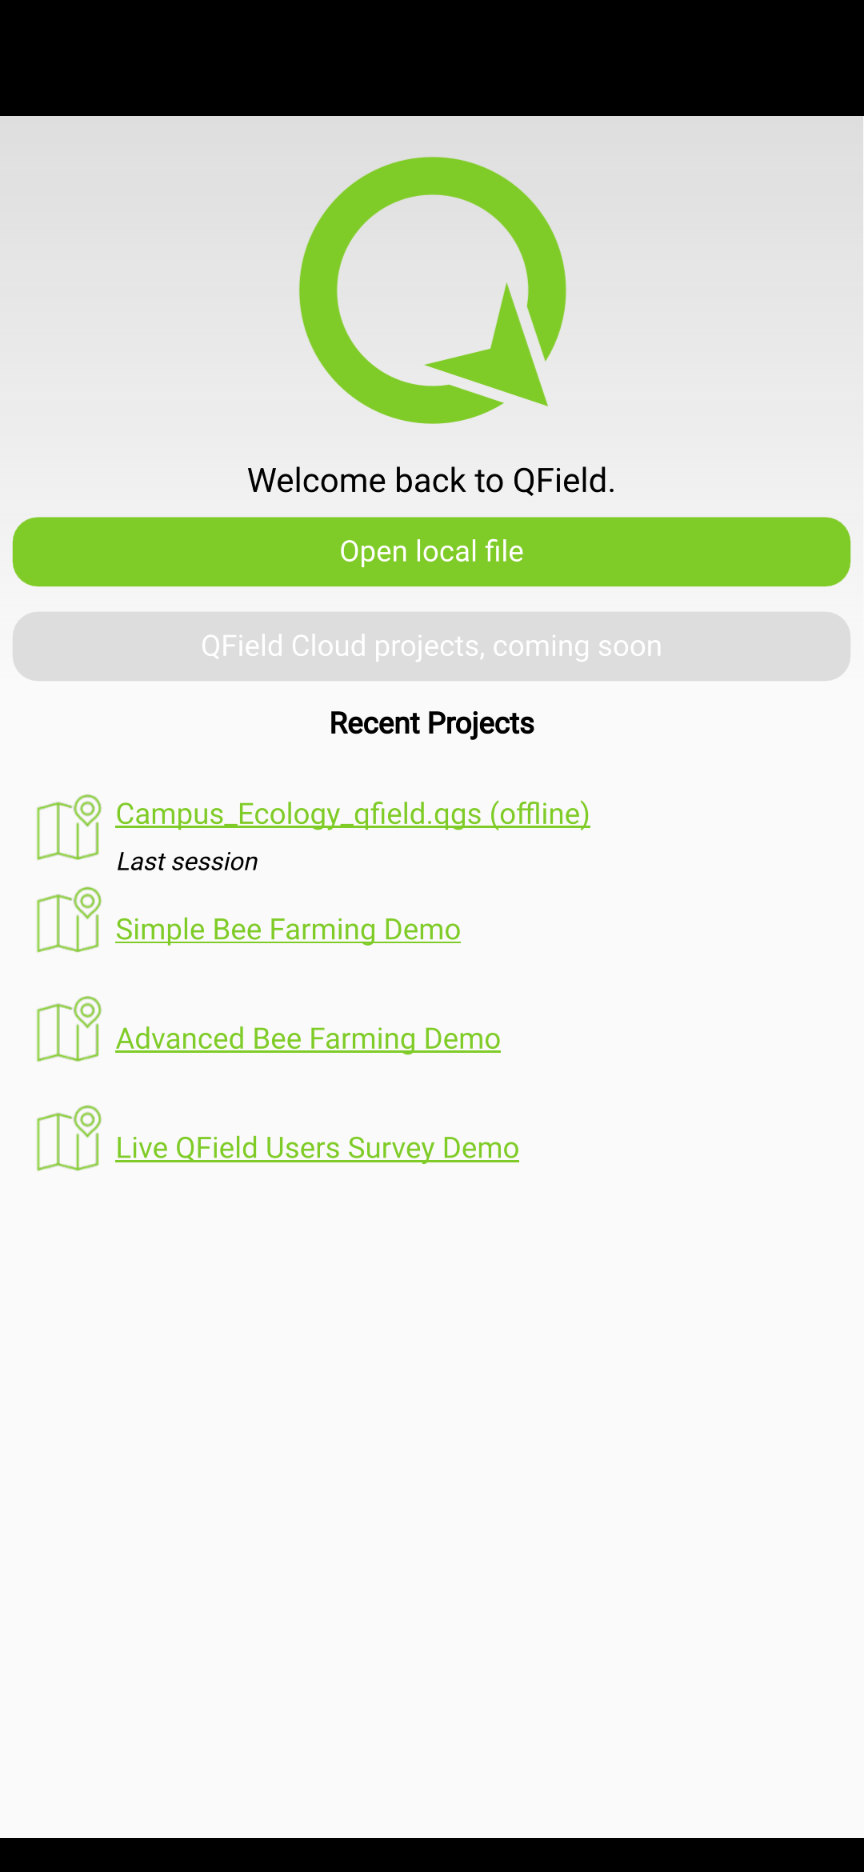 Welcome back to QField.
Open local file
QField Cloud projects, coming soon
Recent Projects
Campus_Ecology_qfield.qgs (offline)
Last session
Simple Bee Farming Demo
Advanced Bee Farming Demo
Live QField Users Survey Demo